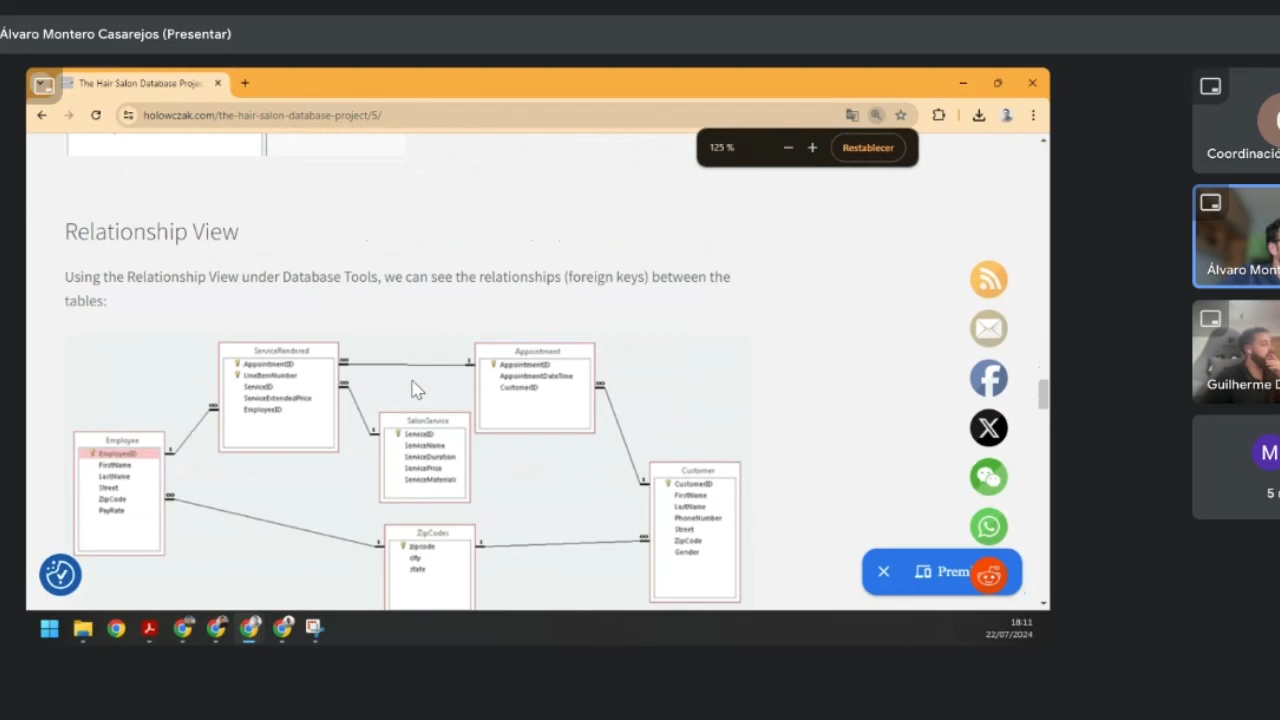 Álvaro Montero Casarejos (Presentar)
The Hair Salon Database Projec
holowczak.com/the-hair-salon-database-project/5/
125 %
Restablecer
Relationship View
Using the Relationship View under Database Tools, we can see the relationships (foreign keys) between the
tables:
ServiceRendered
AppointmentID
LineItemNumber
ServiceID
ServiceExtendedPrice
EmployeeID
Appointment
AppointmentID
AppointmentDateTime
CustomerID
SalonService
ServiceID
ServiceName
ServiceDuration
ServicePrice
ServiceMaterials
Employee
EmployeeID
FirstName
LastName
Street
ZipCode
PayRate
Customer
CustomerID
FirstName
LastName
PhoneNumber
Street
ZipCode
Gender
ZipCodes
zipcode
city
state
Prem
18:11
22/07/2024
Coordinació
Álvaro Mont
Guilherme D
M
5